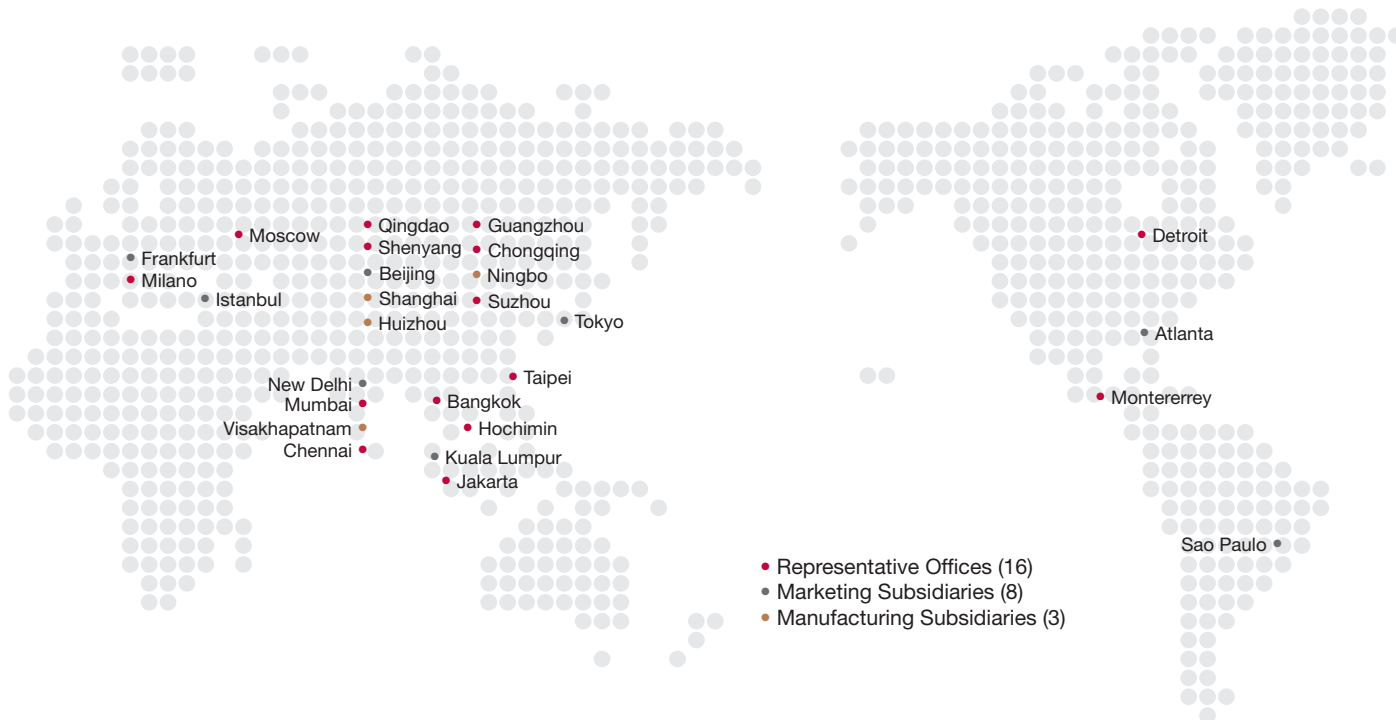 Moscow
Frankfurt
Milano
Istanbul
Qingdao
Shenyang
Beijing
Shanghai
Huizhou
Guangzhou
Chongqing
Ningbo
Suzhou
Tokyo
Taipei
New Delhi
Mumbai
Visakhapatnam
Chennai
Bangkok
Hochimin
Kuala Lumpur
Jakarta
Detroit
Atlanta
Montererrey
Sao Paulo
Representative Offices (16)
Marketing Subsidiaries (8)
Manufacturing Subsidiaries (3)